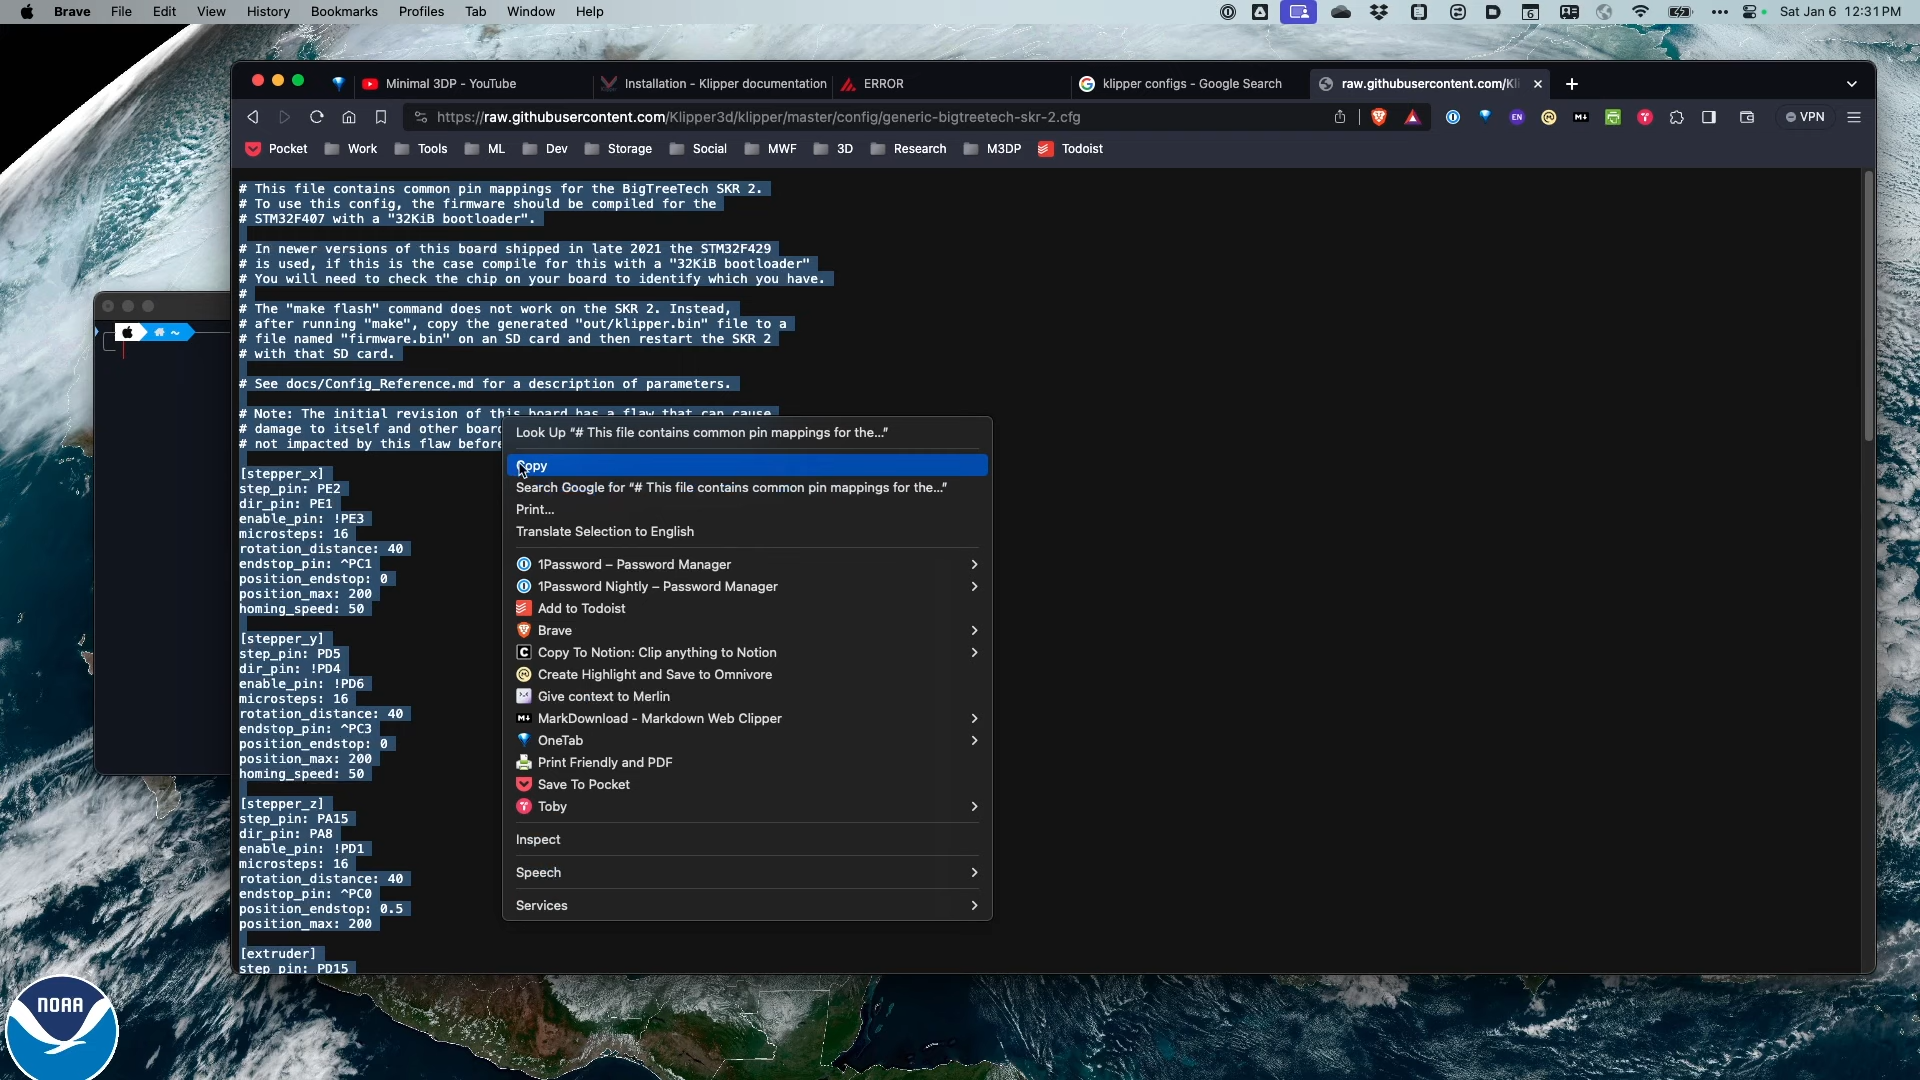 Brave File Edit View History Bookmarks Profiles Tab Window Help
6
Sat Jan 6 12:31 PM
Minimal 3DP - YouTube
Installation - Klipper documentation
ERROR
klipper configs - Google Search
raw.githubusercontent.com/Kli
https://raw.githubusercontent.com/Klipper3d/klipper/master/config/generic-bigtreetech-skr-2.cfg
EN
VPN
Pocket Work Tools ML Dev Storage Social MWF 3D Research M3DP Todoist
# This file contains common pin mappings for the BigTreeTech SKR 2.
# To use this config, the firmware should be compiled for the
# STM32F407 with a "32KiB bootloader".
# In newer versions of this board shipped in late 2021 the STM32F429
# is used, if this is the case compile for this with a "32KiB bootloader"
# You will need to check the chip on your board to identify which you have.
#
# The "make flash" command does not work on the SKR 2. Instead,
# after running "make", copy the generated "out/klipper.bin" file to a
# file named "firmware.bin" on an SD card and then restart the SKR 2
# with that SD card.
# See docs/Config_Reference.md for a description of parameters.
# Note: The initial revision of this board has a flaw that can cause
# damage to itself and other boar
# not impacted by this flaw before
[stepper_x]
step_pin: PE2
dir_pin: PE1
enable_pin: !PE3
microsteps: 16
rotation_distance: 40
endstop_pin: ^PC1
position_endstop: 0
position_max: 200
homing_speed: 50
[stepper_y]
step_pin: PD5
dir_pin: !PD4
enable_pin: !PD6
microsteps: 16
rotation_distance: 40
endstop_pin: ^PC3
position_endstop: 0
position_max: 200
homing_speed: 50
[stepper_z]
step_pin: PA15
dir_pin: PA8
enable_pin: !PD1
microsteps: 16
rotation_distance: 40
endstop_pin: ^PC0
position_endstop: 0.5
position_max: 200
[extruder]
step_pin: PD15
Look Up “# This file contains common pin mappings for the...”
Copy
Search Google for “# This file contains common pin mappings for the...”
Print...
Translate Selection to English
1Password – Password Manager
1Password Nightly – Password Manager
Add to Todoist
Brave
Copy To Notion: Clip anything to Notion
Create Highlight and Save to Omnivore
Give context to Merlin
MarkDownload - Markdown Web Clipper
OneTab
Print Friendly and PDF
Save To Pocket
Toby
Inspect
Speech
Services
~
NOAA